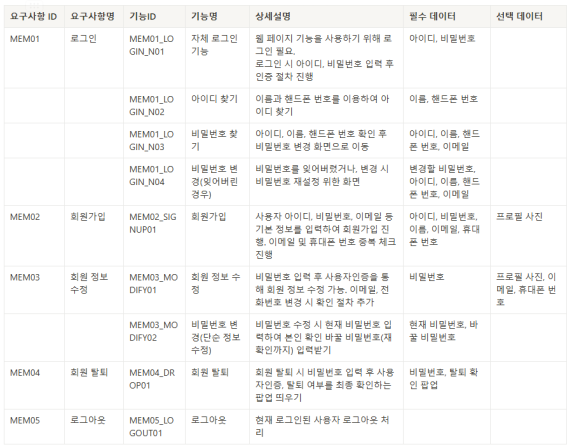 요구사항 ID 요구사항명 기능ID 기능명 상세설명 필수 데이터 선택 데이터
MEM01 로그인 MEM01_LO 자체 로그인 웹 페이지 기능을 사용하기 위해 로 아이디, 비밀번호
GIN_N01 기능 그인 필요.
로그인 시 아이디, 비밀번호 입력 후
인증 절차 진행
MEM01_LO 아이디 찾기 이름과 핸드폰 번호를 이용하여 아 이름, 핸드폰 번호
GIN_N02 이디 찾기
MEM01_LO 비밀번호 찾 아이디, 이름, 핸드폰 번호 확인 후 아이디, 이름, 핸드
GIN_N03 기 비밀번호 변경 화면으로 이동 폰 번호, 이메일
MEM01_LO 비밀번호 변 비밀번호를 잊어버렸거나, 변경 시 변경할 비밀번호,
GIN_N04 경(잊어버린 비밀번호 재설정 위한 화면 아이디, 이름, 핸드
경우) 폰 번호, 이메일
MEM02 회원가입 MEM02_SIG 회원가입 사용자 아이디, 비밀번호, 이메일 등 아이디, 비밀번호, 프로필 사진
NUP01 기본 정보를 입력하여 회원가입 진 이름, 이메일, 휴대
행, 이메일 및 휴대폰 번호 중복 체크 폰 번호
진행
MEM03 회원 정보 MEM03_MO 회원 정보 수 비밀번호 입력 후 사용자인증을 통 비밀번호 프로필 사진, 이
수정 DIFY01 정 해 회원 정보 수정 가능, 이메일, 전 메일, 휴대폰 번
화번호 변경 시 확인 절차 추가 호
MEM03_MO 비밀번호 변 비밀번호 수정 시 현재 비밀번호 입 현재 비밀번호, 바
DIFY02 경(단순 정보 력하여 본인 확인 바꿀 비밀번호(재 꿀 비밀번호
수정) 확인까지) 입력받기
MEM04 회원 탈퇴 MEM04_DR 회원 탈퇴 회원 탈퇴 시 비밀번호 입력 후 사용 비밀번호, 탈퇴 확
OP01 자인증, 탈퇴 여부를 최종 확인하는 인 팝업
팝업 띄우기
MEM05 로그아웃 MEM05_LO 로그아웃 현재 로그인된 사용자 로그아웃 처
GOUT01 리